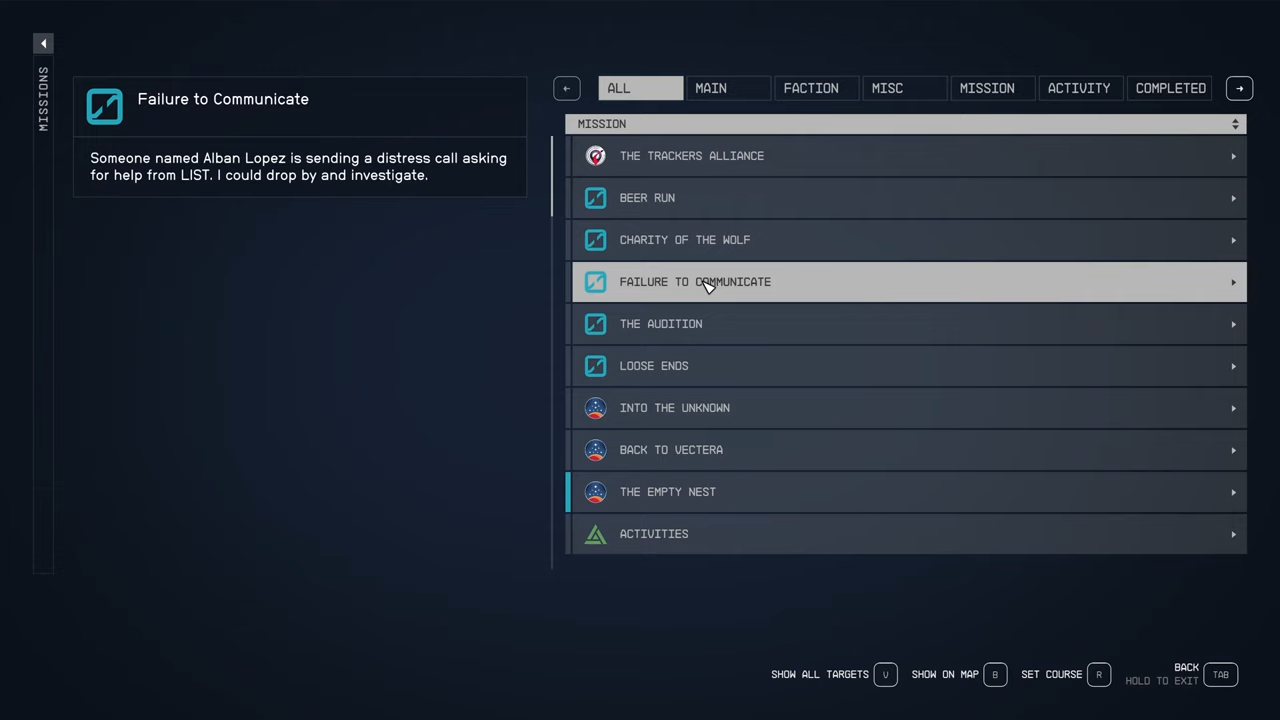 MISSIONS
Failure to Communicate
Someone named Alban Lopez is sending a distress call asking
for help from LIST. I could drop by and investigate.
ALL MAIN FACTION MISC MISSION ACTIVITY COMPLETED
MISSION
THE TRACKERS ALLIANCE
BEER RUN
CHARITY OF THE WOLF
FAILURE TO COMMUNICATE
THE AUDITION
LOOSE ENDS
INTO THE UNKNOWN
BACK TO VECTERA
THE EMPTY NEST
ACTIVITIES
SHOW ALL TARGETS V SHOW ON MAP B SET COURSE R BACK TAB
HOLD TO EXIT